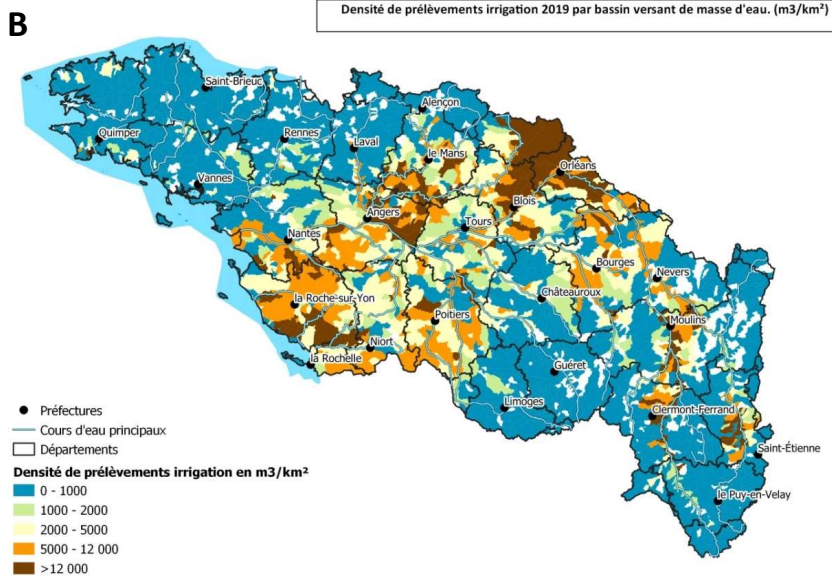 B
Densité de prélèvements irrigation 2019 par bassin versant de masse d'eau. (m3/km²)
Saint-Brieuc
Alençon
Quimper
Rennes
Laval
le Mans
Orléans
Vannes
Blois
Angers
Tours
Nantes
Bourges
Nevers
la Roche-sur-Yon
Châteauroux
Poitiers
Moulins
Niort
la Rochelle
Guéret
Limoges
Clermont-Ferrand
Saint-Étienne
le Puy-en-Velay
Préfectures
Cours d'eau principaux
Départements
Densité de prélèvements irrigation en m3/km²
0 - 1000
1000 - 2000
2000 - 5000
5000 - 12 000
>12 000